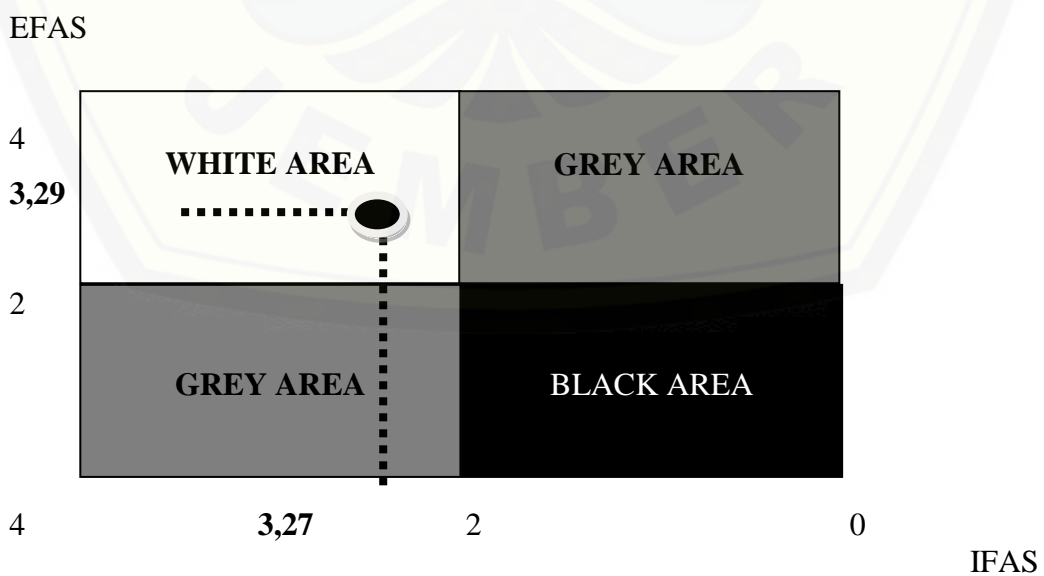 EFAS
4
WHITE AREA GREY AREA
3,29
2
GREY AREA BLACK AREA
4 3,27 2 0
IFAS
JEMBER